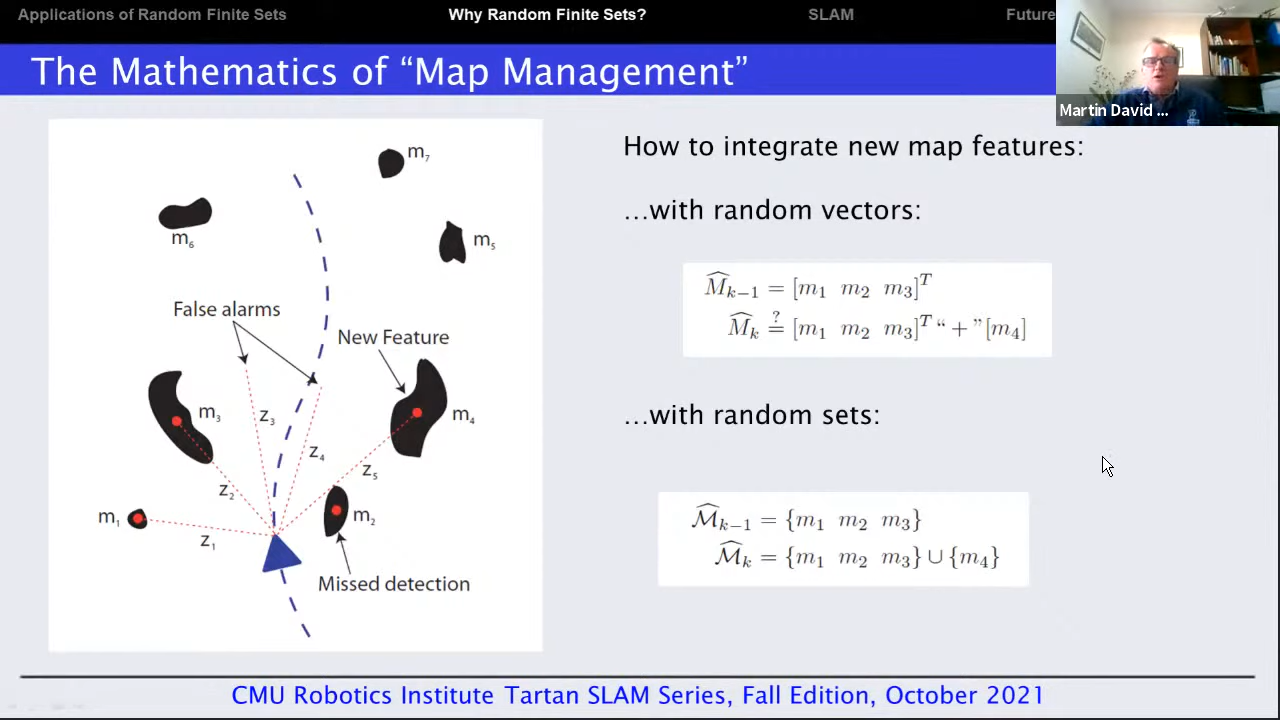 Applications of Random Finite Sets
Why Random Finite Sets?
SLAM
Future
The Mathematics of “Map Management”
Martin David ...
m₇
m₆
m₅
False alarms
New Feature
m₃
z₃
m₄
z₄
z₅
z₂
m₁
m₂
z₁
Missed detection
How to integrate new map features:
...with random vectors:
M̂ₖ₋₁ = [m₁ m₂ m₃]ᵀ
M̂ₖ ≟ [m₁ m₂ m₃]ᵀ “ + ” [m₄]
...with random sets:
ℳ̂ₖ₋₁ = {m₁ m₂ m₃}
ℳ̂ₖ = {m₁ m₂ m₃} ∪ {m₄}
CMU Robotics Institute Tartan SLAM Series, Fall Edition, October 2021